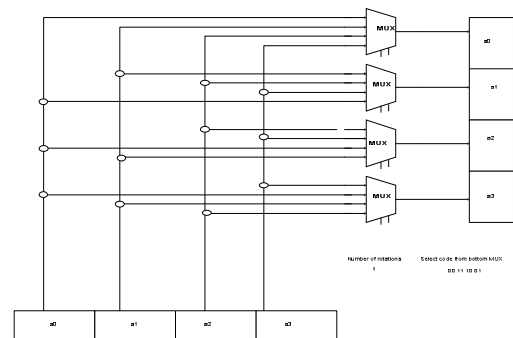 MUX
a0
MUX
a1
MUX
a2
MUX
a3
Number of rotations
1
Select code from bottom MUX
00 11 10 01
a0 a1 a2 a3